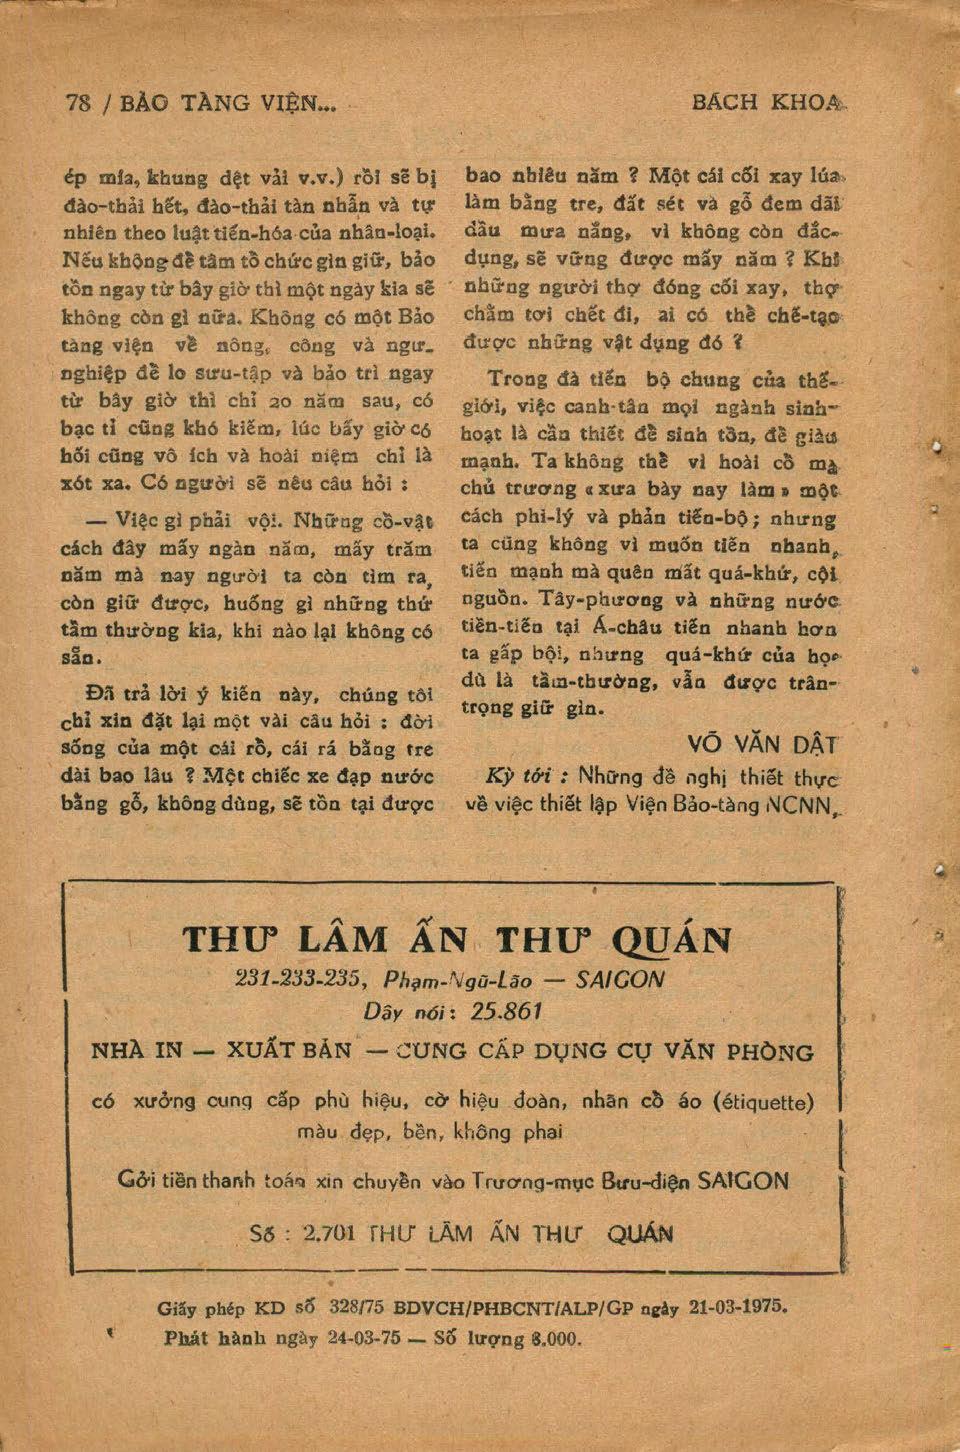 78 / BẢO TÀNG VIỆN...
BÁCH KHOA
ép mía, khung dệt vải v.v.) rồi sẽ bị
đào-thải hết, đào-thải tàn nhẫn và tự
nhiên theo luật tiến-hóa của nhân-loại.
Nếu không để tâm tổ chức gìn giữ, bảo
tồn ngay từ bây giờ thì một ngày kia sẽ
không còn gì nữa. Không có một Bảo
tàng viện về nông, công và ngư-
nghiệp để lo sưu-tập và bảo trì ngay
từ bây giờ thì chỉ 20 năm sau, có
bạc tỉ cũng khó kiếm, lúc bấy giờ có
hối cũng vô ích và hoài niệm chỉ là
xót xa. Có người sẽ nêu câu hỏi :
— Việc gì phải vội. Những cồ-vật
cách đây mấy ngàn năm, mấy trăm
năm mà nay người ta còn tìm ra,
còn giữ được, huống gì những thứ
tầm thường kia, khi nào lại không có
sẵn.
Đã trả lời ý kiến này, chúng tôi
chỉ xin đặt lại một vài câu hỏi : đời
sống của một cái rổ, cái rá bằng tre
dài bao lâu ? Một chiếc xe đạp nước
bằng gỗ, không dùng, sẽ tồn tại được
bao nhiêu năm ? Một cái cối xay lúa
làm bằng tre, đất sét và gỗ đem dãi
dầu mưa nắng, vì không còn đắc-
dụng, sẽ vững được mấy năm ? Khi
những người thợ đóng cối xay, thợ
chằm tơi chết đi, ai có thể chế-tạo
được những vật dụng đó ?
Trong đà tiến bộ chung của thế-
giới, việc canh-tân mọi ngành sinh-
hoạt là cần thiết để sinh tồn, để giàu
mạnh. Ta không thể vì hoài cổ mà
chủ trương « xưa bày nay làm » một
cách phi-lý và phản tiến-bộ ; nhưng
ta cũng không vì muốn tiến nhanh,
tiến mạnh mà quên mất quá-khứ, cội
nguồn. Tây-phương và những nước
tiền-tiến tại Á-châu tiến nhanh hơn
ta gấp bội, nhưng quá-khứ của họ
dù là tầm-thường, vẫn được trân-
trọng giữ gìn.
VÕ VĂN DẬT
Kỳ tới : Những đề nghị thiết thực
về việc thiết lập Viện Bảo-tàng NCNN.
THƯ LÂM ẤN THƯ QUÁN
231-233-235, Phạm-Ngũ-Lão — SAIGON
Dây nói : 25.861
NHÀ IN — XUẤT BẢN — CUNG CẤP DỤNG CỤ VĂN PHÒNG
có xưởng cung cấp phù hiệu, cờ hiệu đoàn, nhãn cổ áo (étiquette)
màu đẹp, bền, không phai
Gởi tiền thanh toán xin chuyển vào Trương-mục Bưu-điện SAIGON
Số : 2.701 THƯ LÂM ẤN THƯ QUÁN
Giấy phép KD số 328/75 BDVCH/PHBCNT/ALP/GP ngày 21-03-1975.
Phát hành ngày 24-03-75 — Số lượng 8.000.